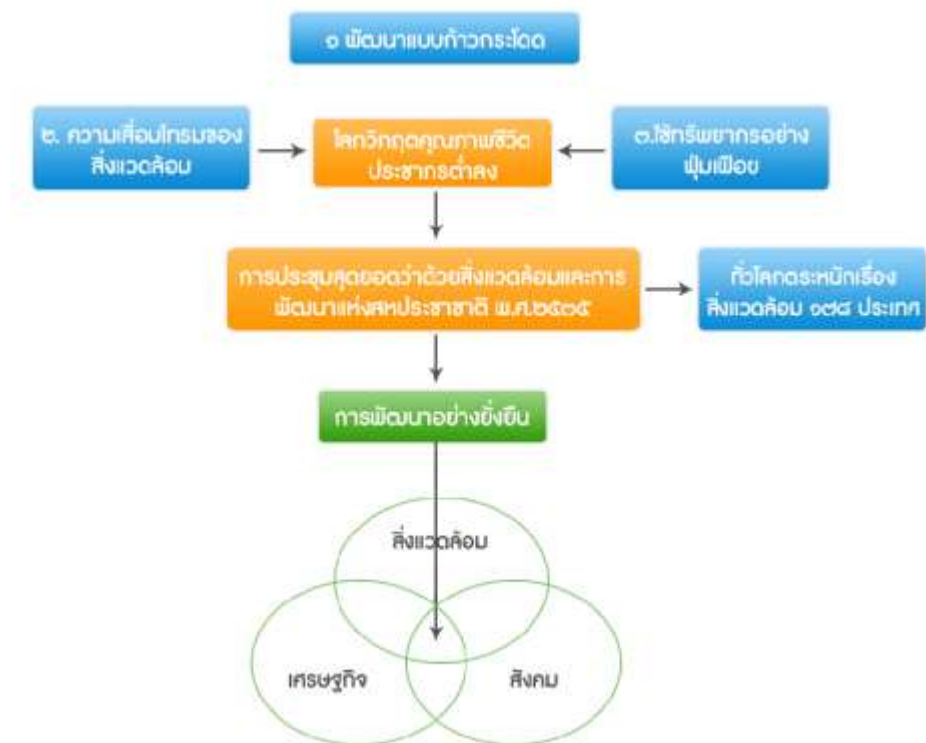 ๑ พัฒนาแบบก้าวกระโดด
๒. ความเสื่อมโทรมของ
สิ่งแวดล้อม
โลกวิกฤตคุณภาพชีวิต
ประชากรต่ำลง
๓.ใช้ทรัพยากรอย่าง
ฟุ่มเฟือย
การประชุมสุดยอดว่าด้วยสิ่งแวดล้อมและการ
พัฒนาแห่งสหประชาชาติ พ.ศ.๒๕๓๕
ทั่วโลกตระหนักเรื่อง
สิ่งแวดล้อม ๑๗๘ ประเทศ
การพัฒนาอย่างยั่งยืน
สิ่งแวดล้อม
เศรษฐกิจ
สังคม